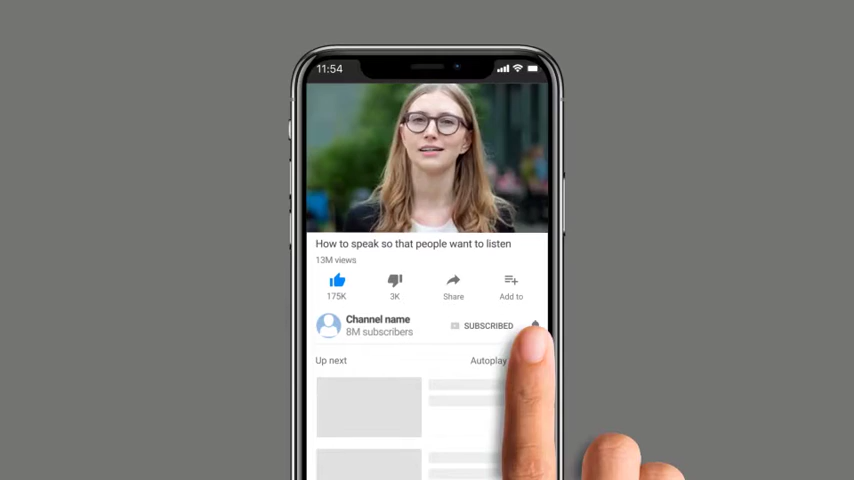 11:54
How to speak so that people want to listen
13M views
175K
3K
Share
Add to
Channel name
8M subscribers
SUBSCRIBED
Up next
Autoplay